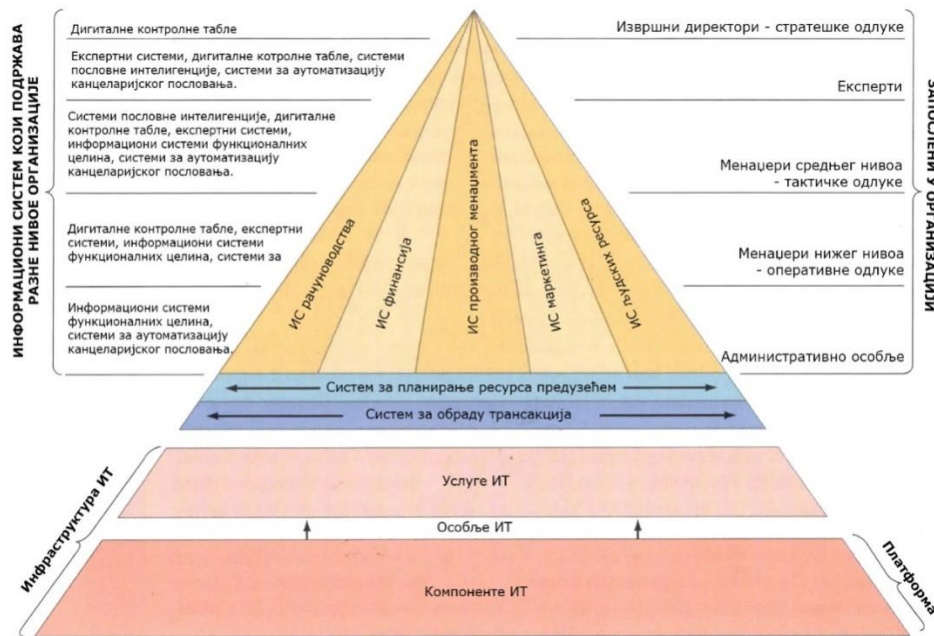 ИНФОРМАЦИОНИ СИСТЕМ КОЈИ ПОДРЖАВА
РАЗНЕ НИВОЕ ОРГАНИЗАЦИЈЕ
Дигиталне контролне табле
Експертни системи, дигиталне котролне табле, системи
пословне интелигенције, системи за аутоматизацију
канцеларијског пословања.
Системи пословне интелигенције, дигиталне
контролне табле, експертни системи,
информациони системи функционалних
целина, системи за аутоматизацију
канцеларијског пословања.
Дигиталне контролне табле, експертни
системи, информациони системи
функционалних целина, системи за
Информациони системи
функционалних целина,
системи за аутоматизацију
канцеларијског пословања.
ИС рачуноводства
ИС финансија
ИС производног менаџмента
ИС маркетинга
ИС људских ресурса
Извршни директори - стратешке одлуке
Експерти
Менаџери средњег нивоа
- тактичке одлуке
Менаџери нижег нивоа
- оперативне одлуке
Административно особље
ЗАПОСЛЕНИ У ОРГАНИЗАЦИЈИ
Систем за планирање ресурса предузећем
Систем за обраду трансакција
Инфраструктура ИТ
Услуге ИТ
Особље ИТ
Компоненте ИТ
Платформа